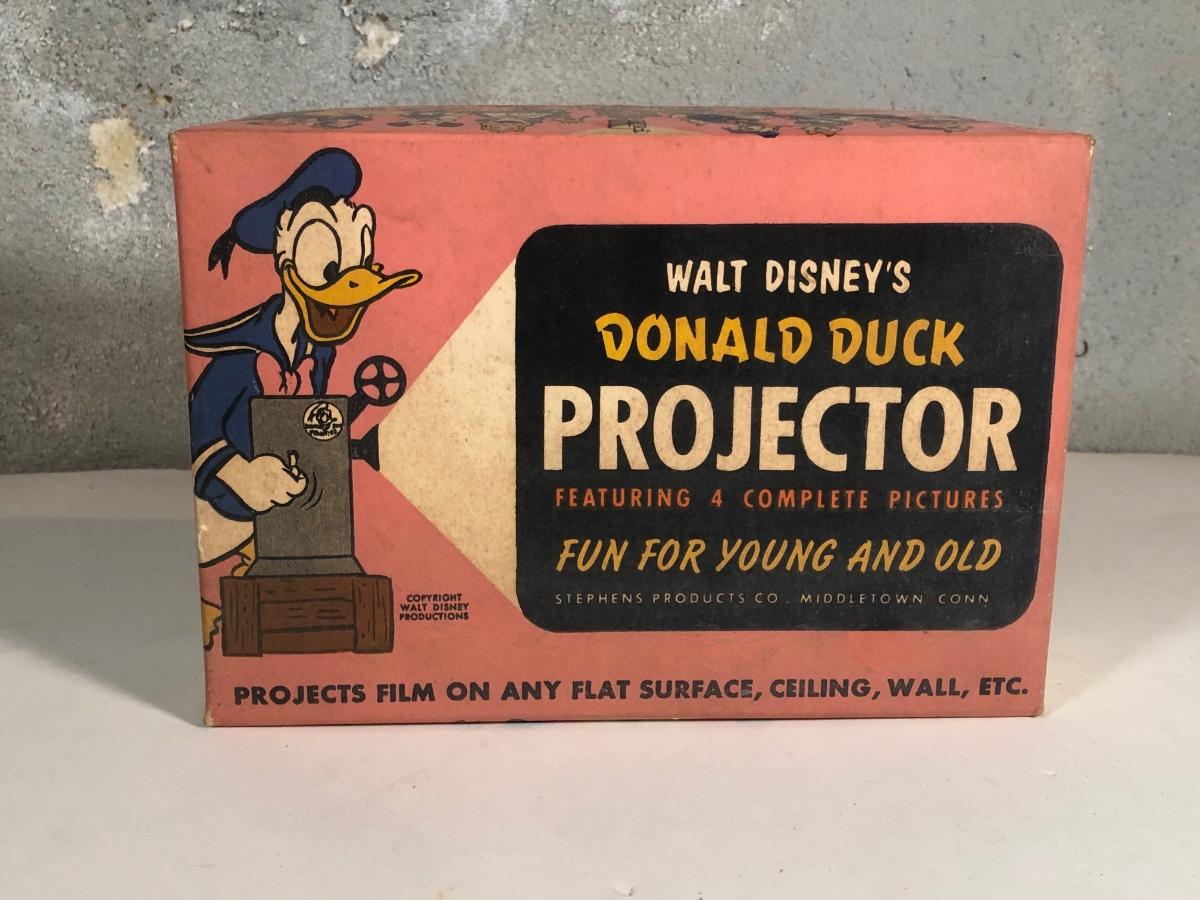 WALT DISNEY'S
DONALD DUCK
PROJECTOR
FEATURING 4 COMPLETE PICTURES
FUN FOR YOUNG AND OLD
STEPHENS PRODUCTS CO. MIDDLETOWN CONN
COPYRIGHT
WALT DISNEY
PRODUCTIONS
PROJECTS FILM ON ANY FLAT SURFACE, CEILING, WALL, ETC.